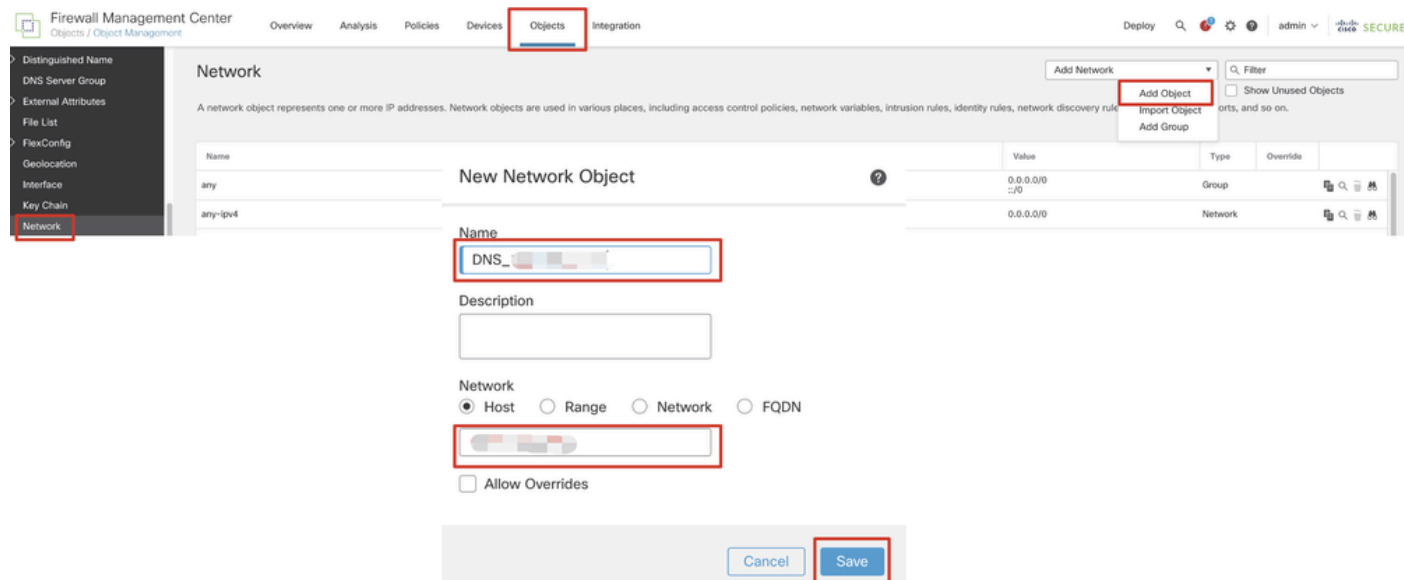 Firewall Management Center
Objects / Object Management
Overview Analysis Policies Devices Objects Integration
Deploy admin cisco SECURE
Distinguished Name
DNS Server Group
External Attributes
File List
FlexConfig
Geolocation
Interface
Key Chain
Network
Network
Add Network
Filter
Add Object
Import Object
Add Group
Show Unused Objects
A network object represents one or more IP addresses. Network objects are used in various places, including access control policies, network variables, intrusion rules, identity rules, network discovery rule orts, and so on.
Name Value Type Override
any 0.0.0.0/0 Group
::/0
any-ipv4 0.0.0.0/0 Network
New Network Object
Name
DNS_
Description
Network
Host Range Network FQDN
Allow Overrides
Cancel Save